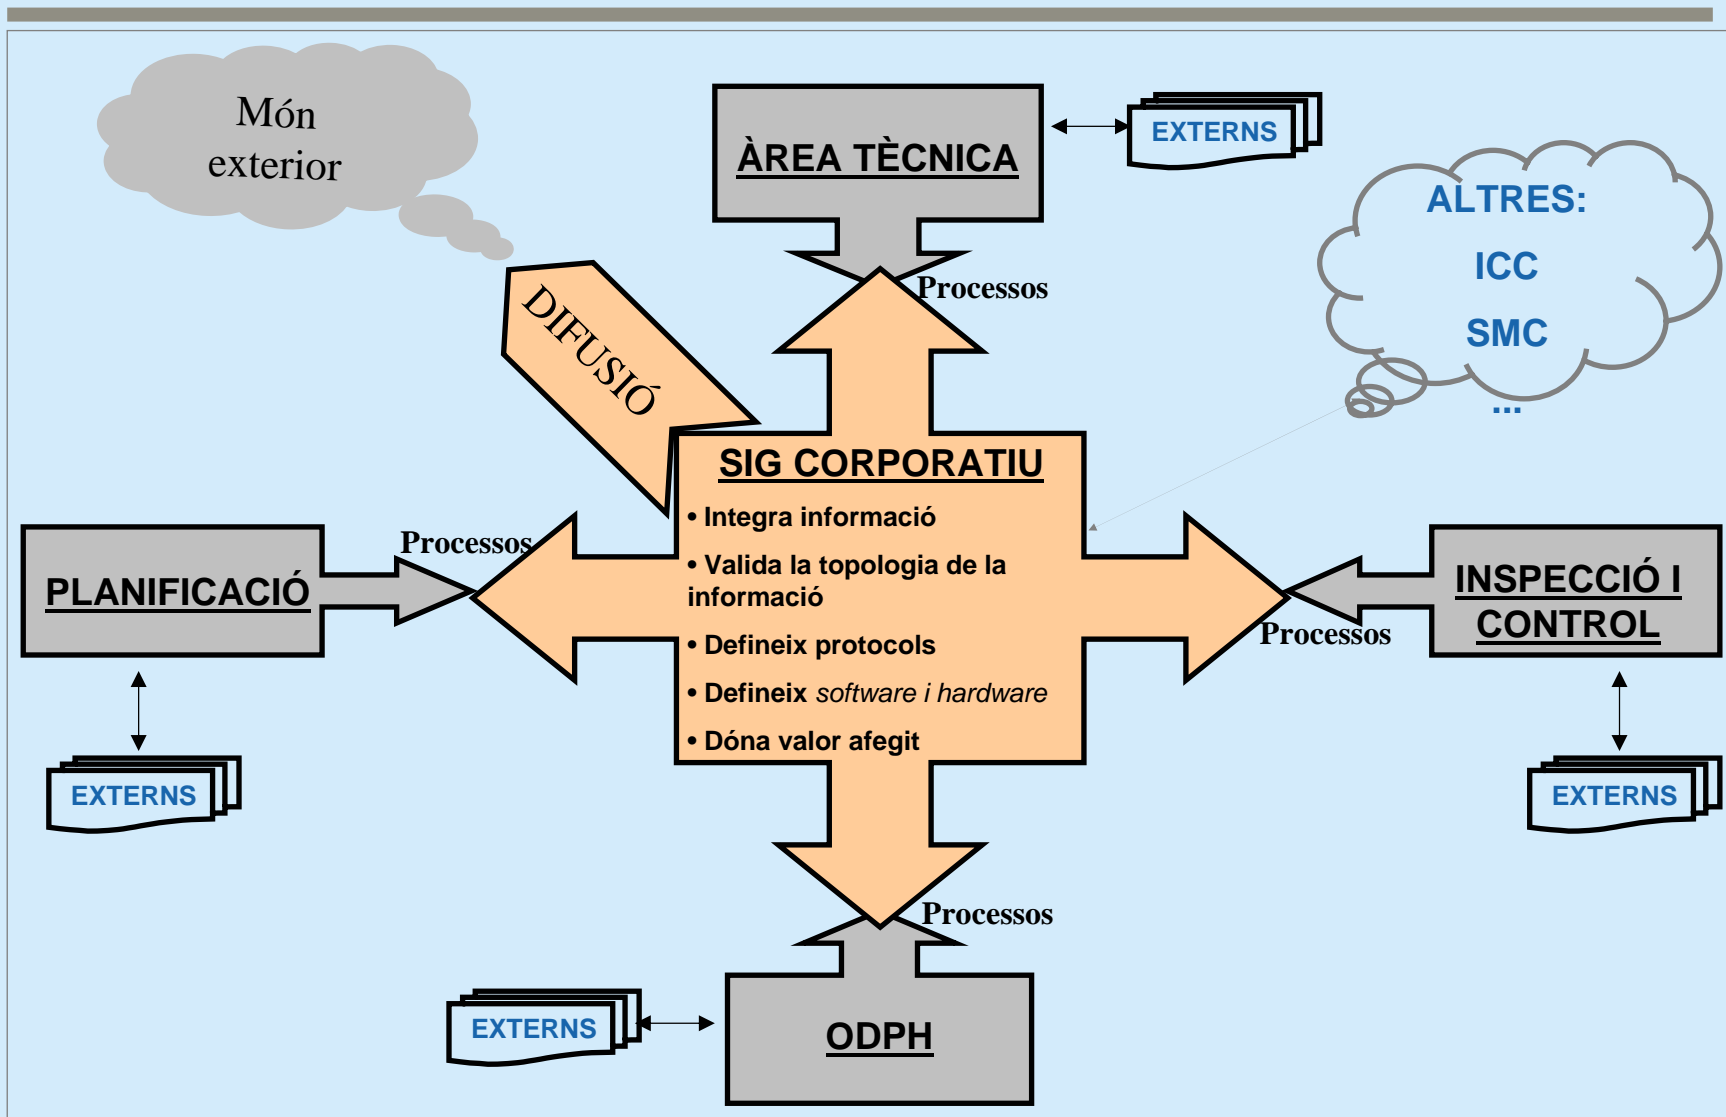 Món
exterior
ÀREA TÈCNICA
EXTERNS
ALTRES:
ICC
SMC
...
Processos
DIFUSIÓ
SIG CORPORATIU
• Integra informació
• Valida la topologia de la
informació
• Defineix protocols
• Defineix software i hardware
• Dóna valor afegit
Processos
PLANIFICACIÓ
EXTERNS
INSPECCIÓ I
CONTROL
Processos
EXTERNS
Processos
EXTERNS
ODPH